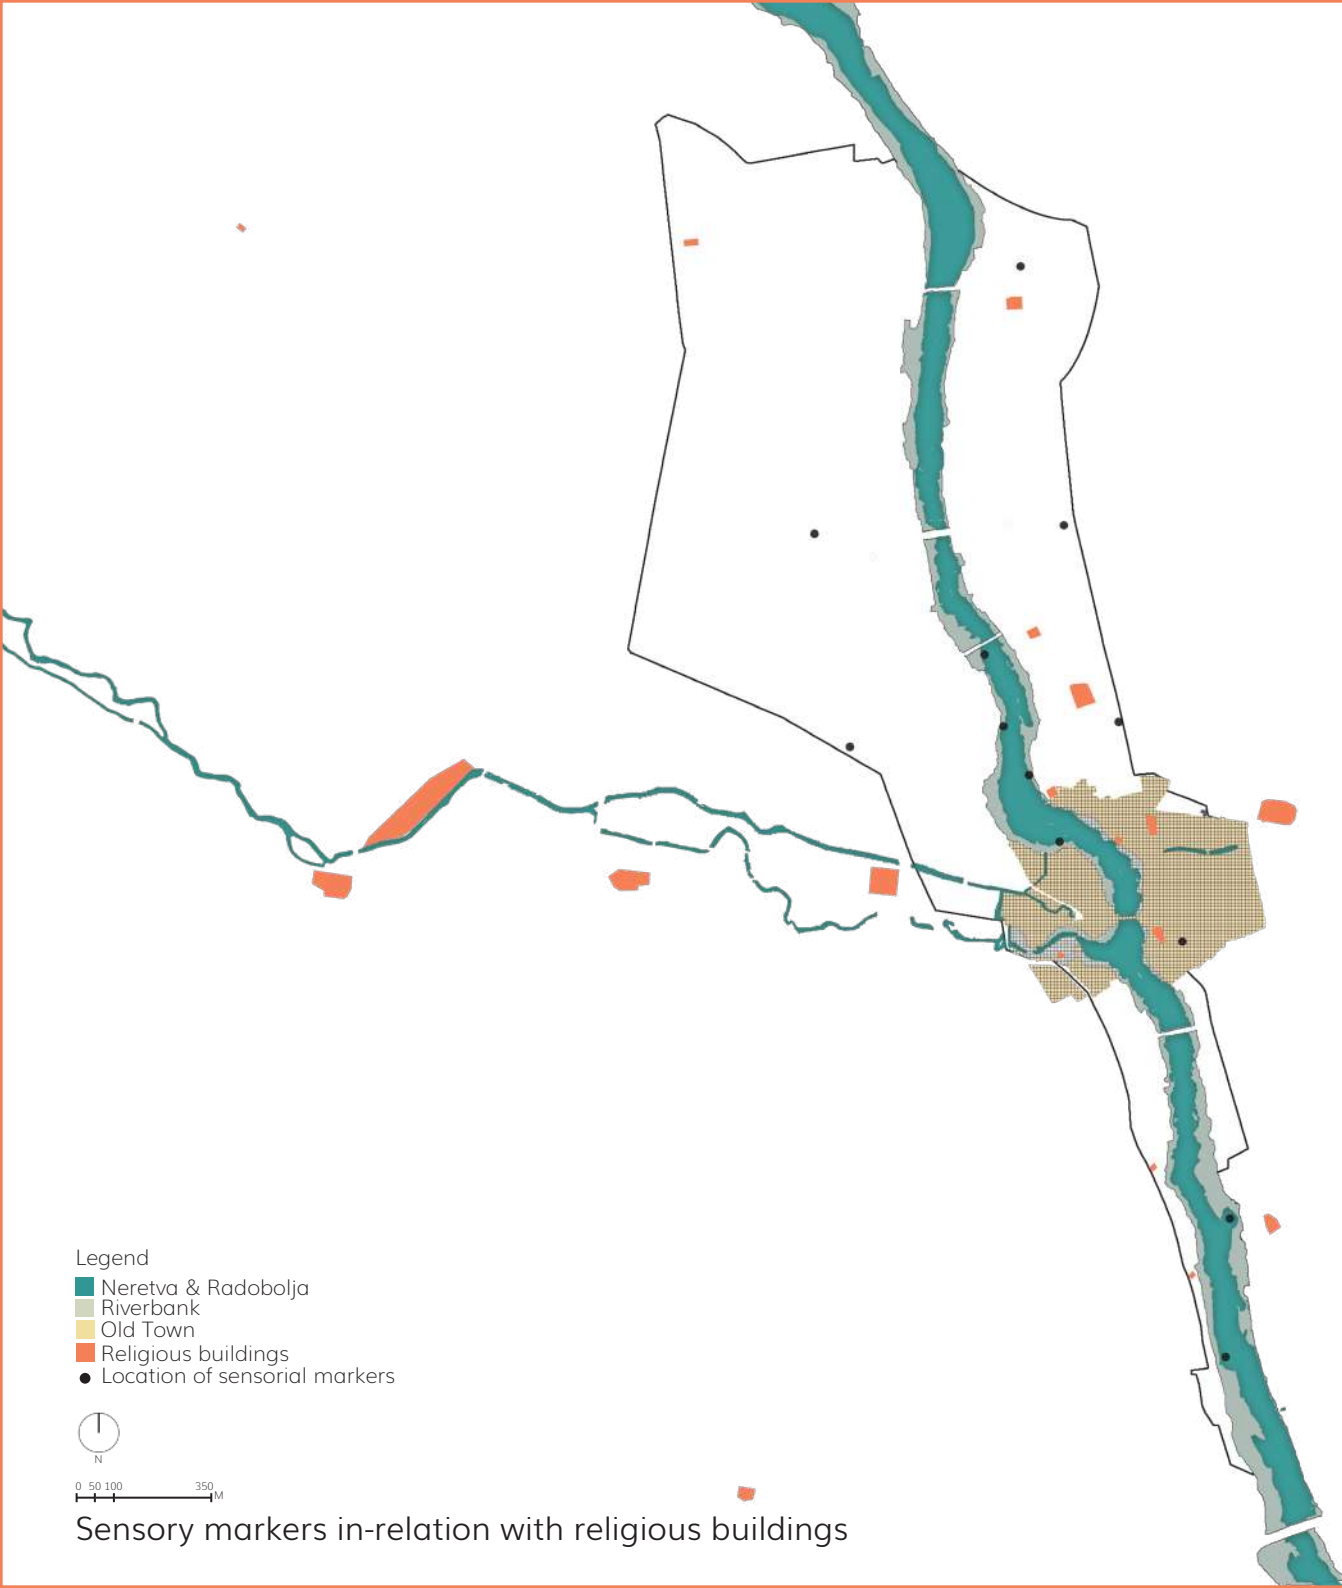 Legend
Neretva & Radobolja
Riverbank
Old Town
Religious buildings
Location of sensorial markers
N
0 50 100 350
M
Sensory markers in-relation with religious buildings